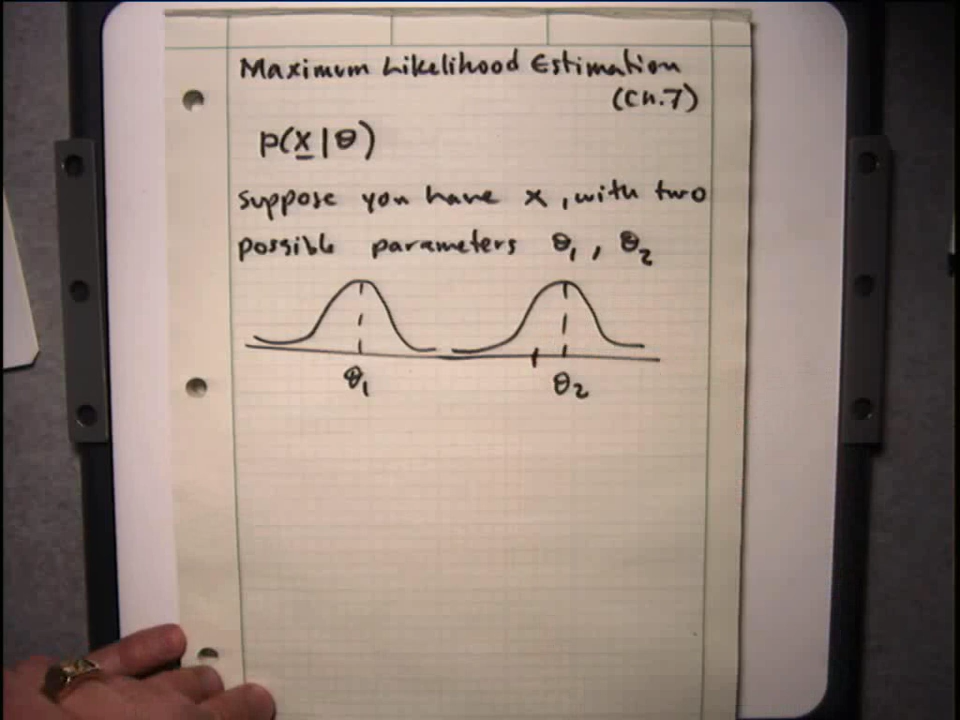 Maximum Likelihood Estimation
(Ch.7)
p(x|θ)
suppose you have x, with two
possible parameters θ1, θ2
θ1 θ2